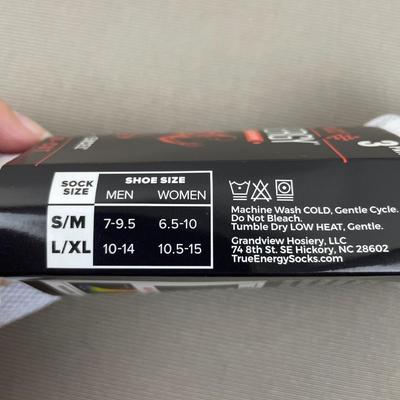 SOCK SIZE
SHOE SIZE
MEN WOMEN
S/M 7-9.5 6.5-10
L/XL 10-14 10.5-15
Machine Wash COLD, Gentle Cycle.
Do Not Bleach.
Tumble Dry LOW HEAT, Gentle.
Grandview Hosiery, LLC
74 8th St. SE Hickory, NC 28602
TrueEnergySocks.com